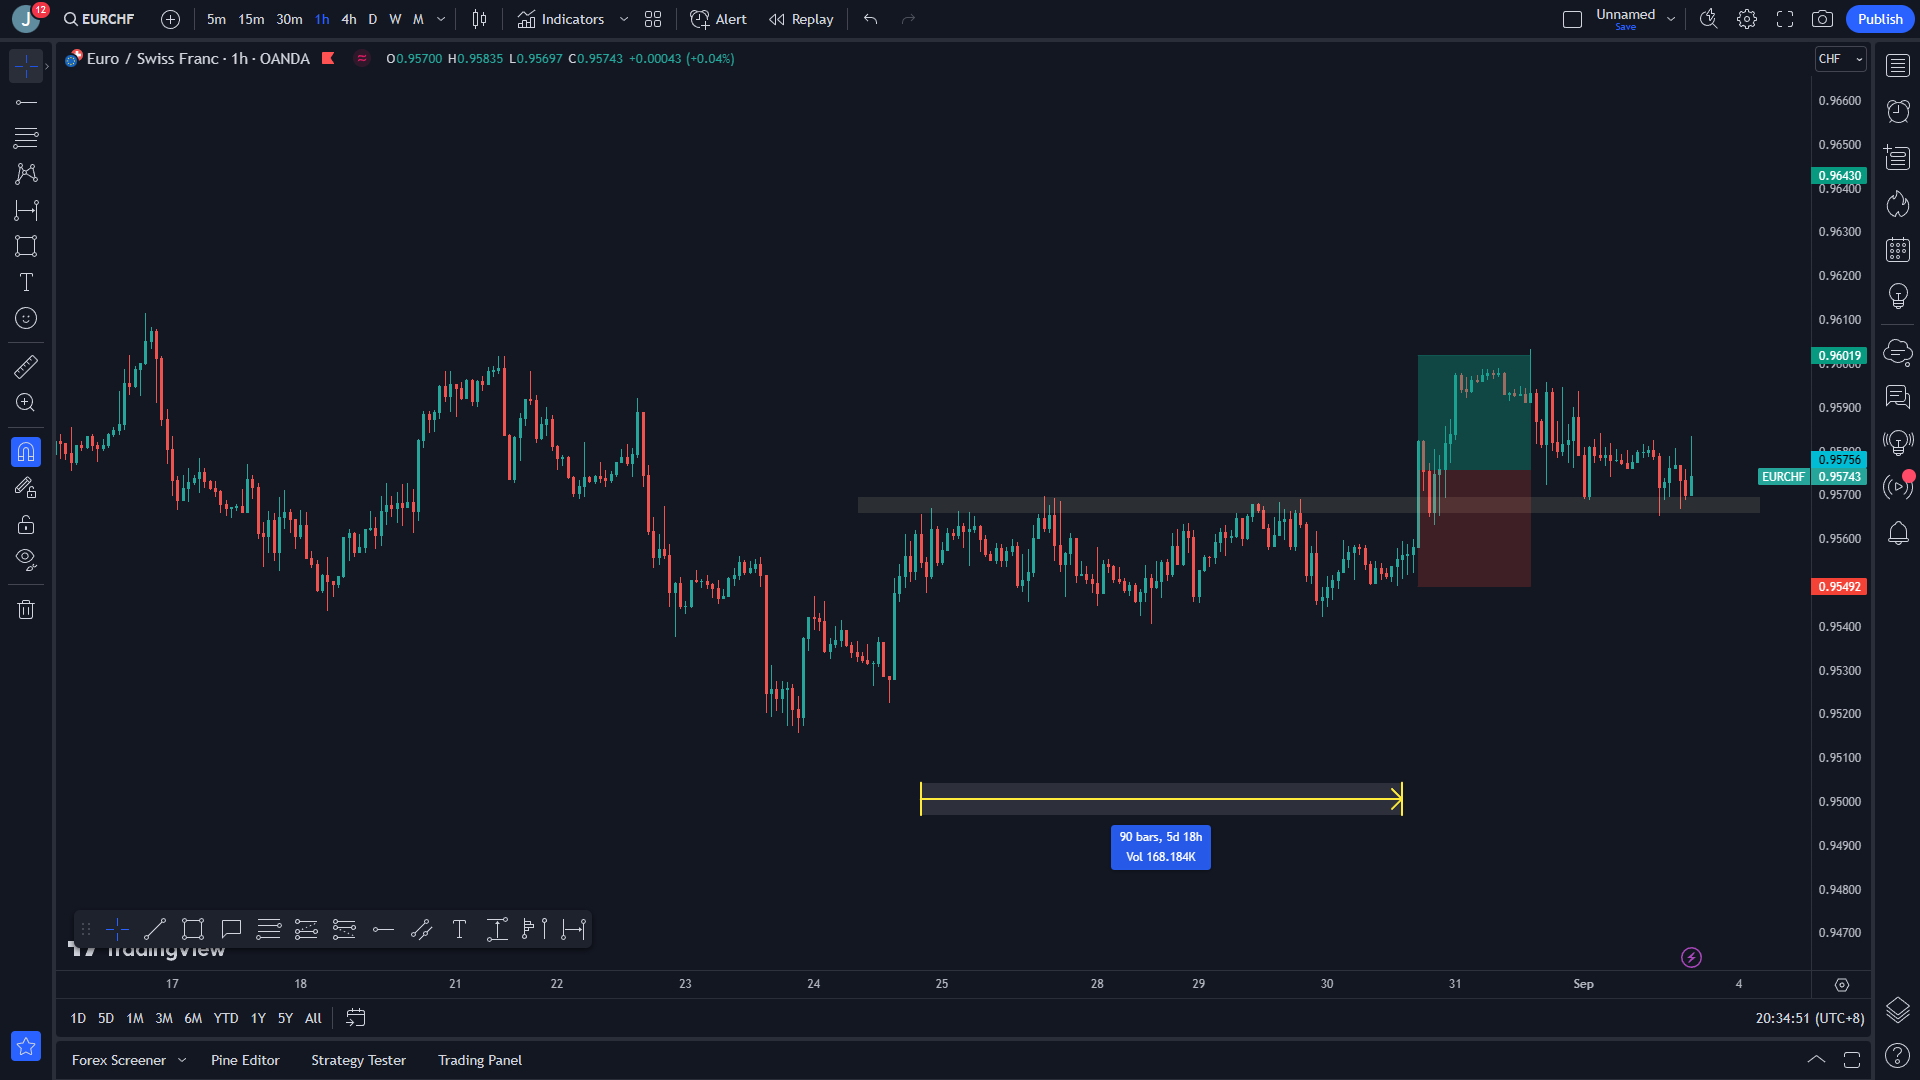 J 12 EURCHF 5m 15m 30m 1h 4h D W M Indicators Alert Replay Unnamed Save Publish
Euro / Swiss Franc · 1h · OANDA O0.95700 H0.95835 L0.95697 C0.95743 +0.00043 (+0.04%) CHF
0.96600
0.96500
0.96430
0.96400
0.96300
0.96200
0.96100
0.96019
0.95900
0.95756
EURCHF 0.95743
0.95700
0.95600
0.95492
0.95400
0.95300
0.95200
0.95100
0.95000
90 bars, 5d 18h
Vol 168.184K
0.94900
0.94800
0.94700
TradingView
17 18 21 22 23 24 25 28 29 30 31 Sep 4
1D 5D 1M 3M 6M YTD 1Y 5Y All 20:34:51 (UTC+8)
Forex Screener Pine Editor Strategy Tester Trading Panel